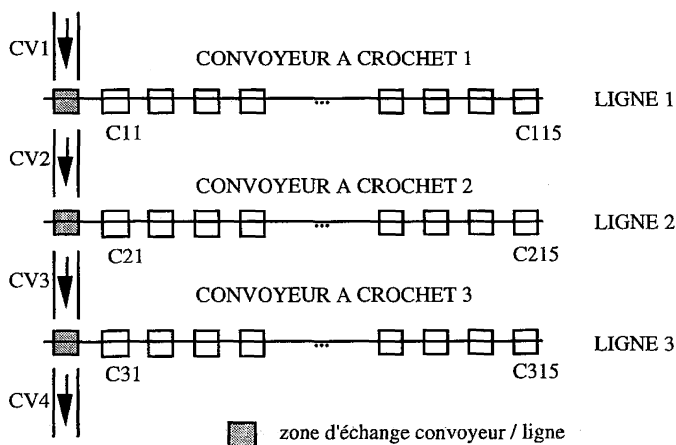 CV1
CONVOYEUR A CROCHET 1
...
LIGNE 1
C11
C115
CV2
CONVOYEUR A CROCHET 2
...
LIGNE 2
C21
C215
CV3
CONVOYEUR A CROCHET 3
...
LIGNE 3
C31
C315
CV4
zone d'échange convoyeur / ligne